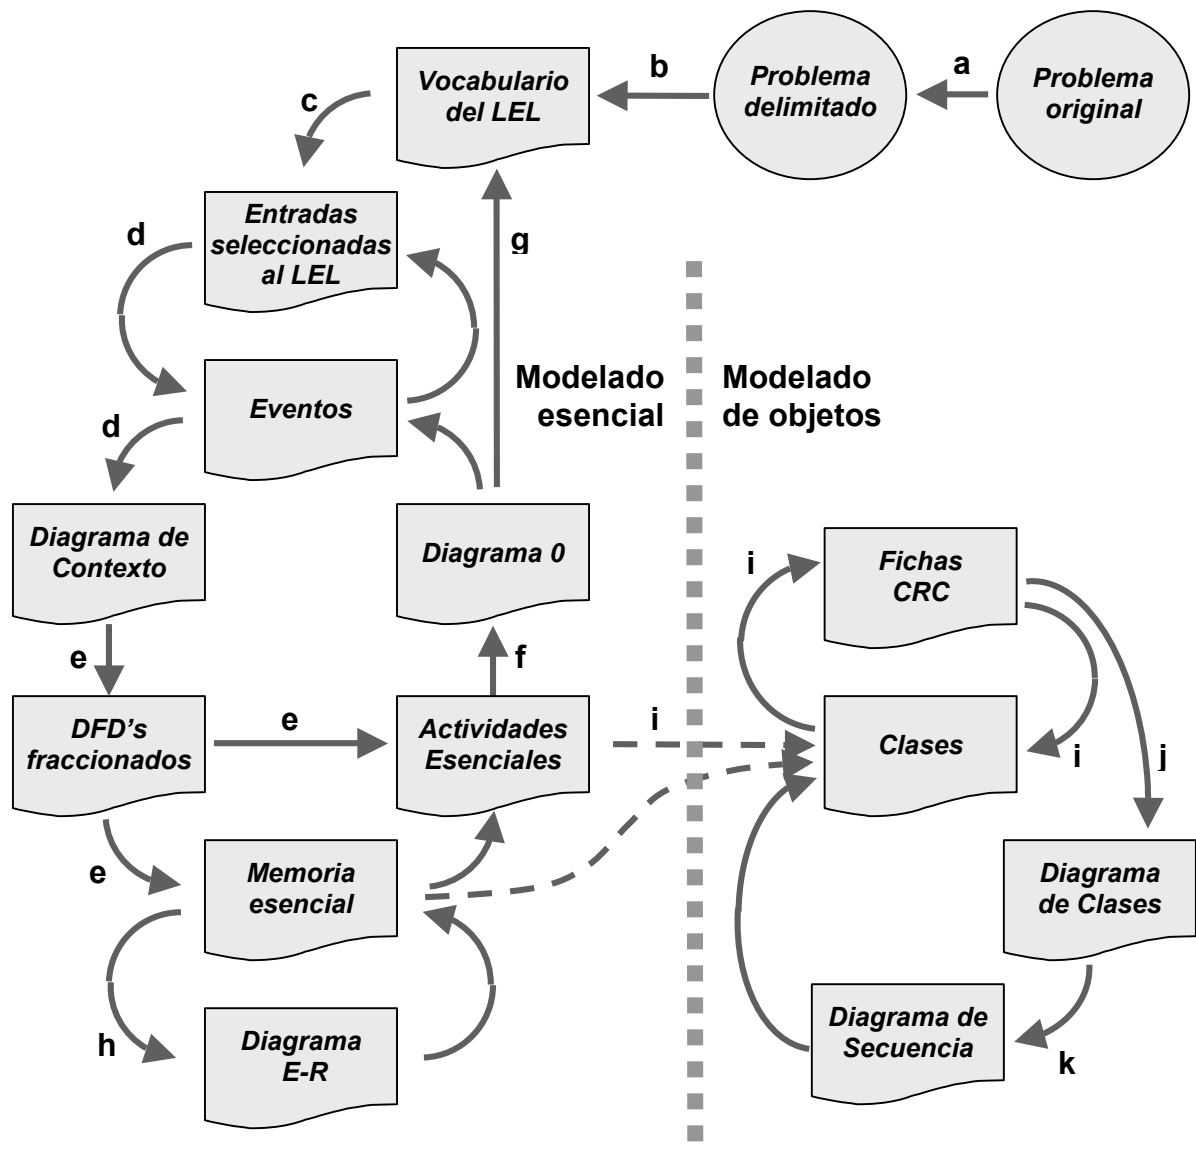 Vocabulario
del LEL
b
Problema
delimitado
a
Problema
original
c
Entradas
seleccionadas
al LEL
d
g
Eventos
d
Modelado
esencial
Modelado
de objetos
Diagrama de
Contexto
Diagrama 0
i
Fichas
CRC
e
f
DFD's
fraccionados
e
Actividades
Esenciales
i
Clases
i
j
e
Memoria
esencial
Diagrama
de Clases
h
Diagrama
E-R
Diagrama de
Secuencia
k